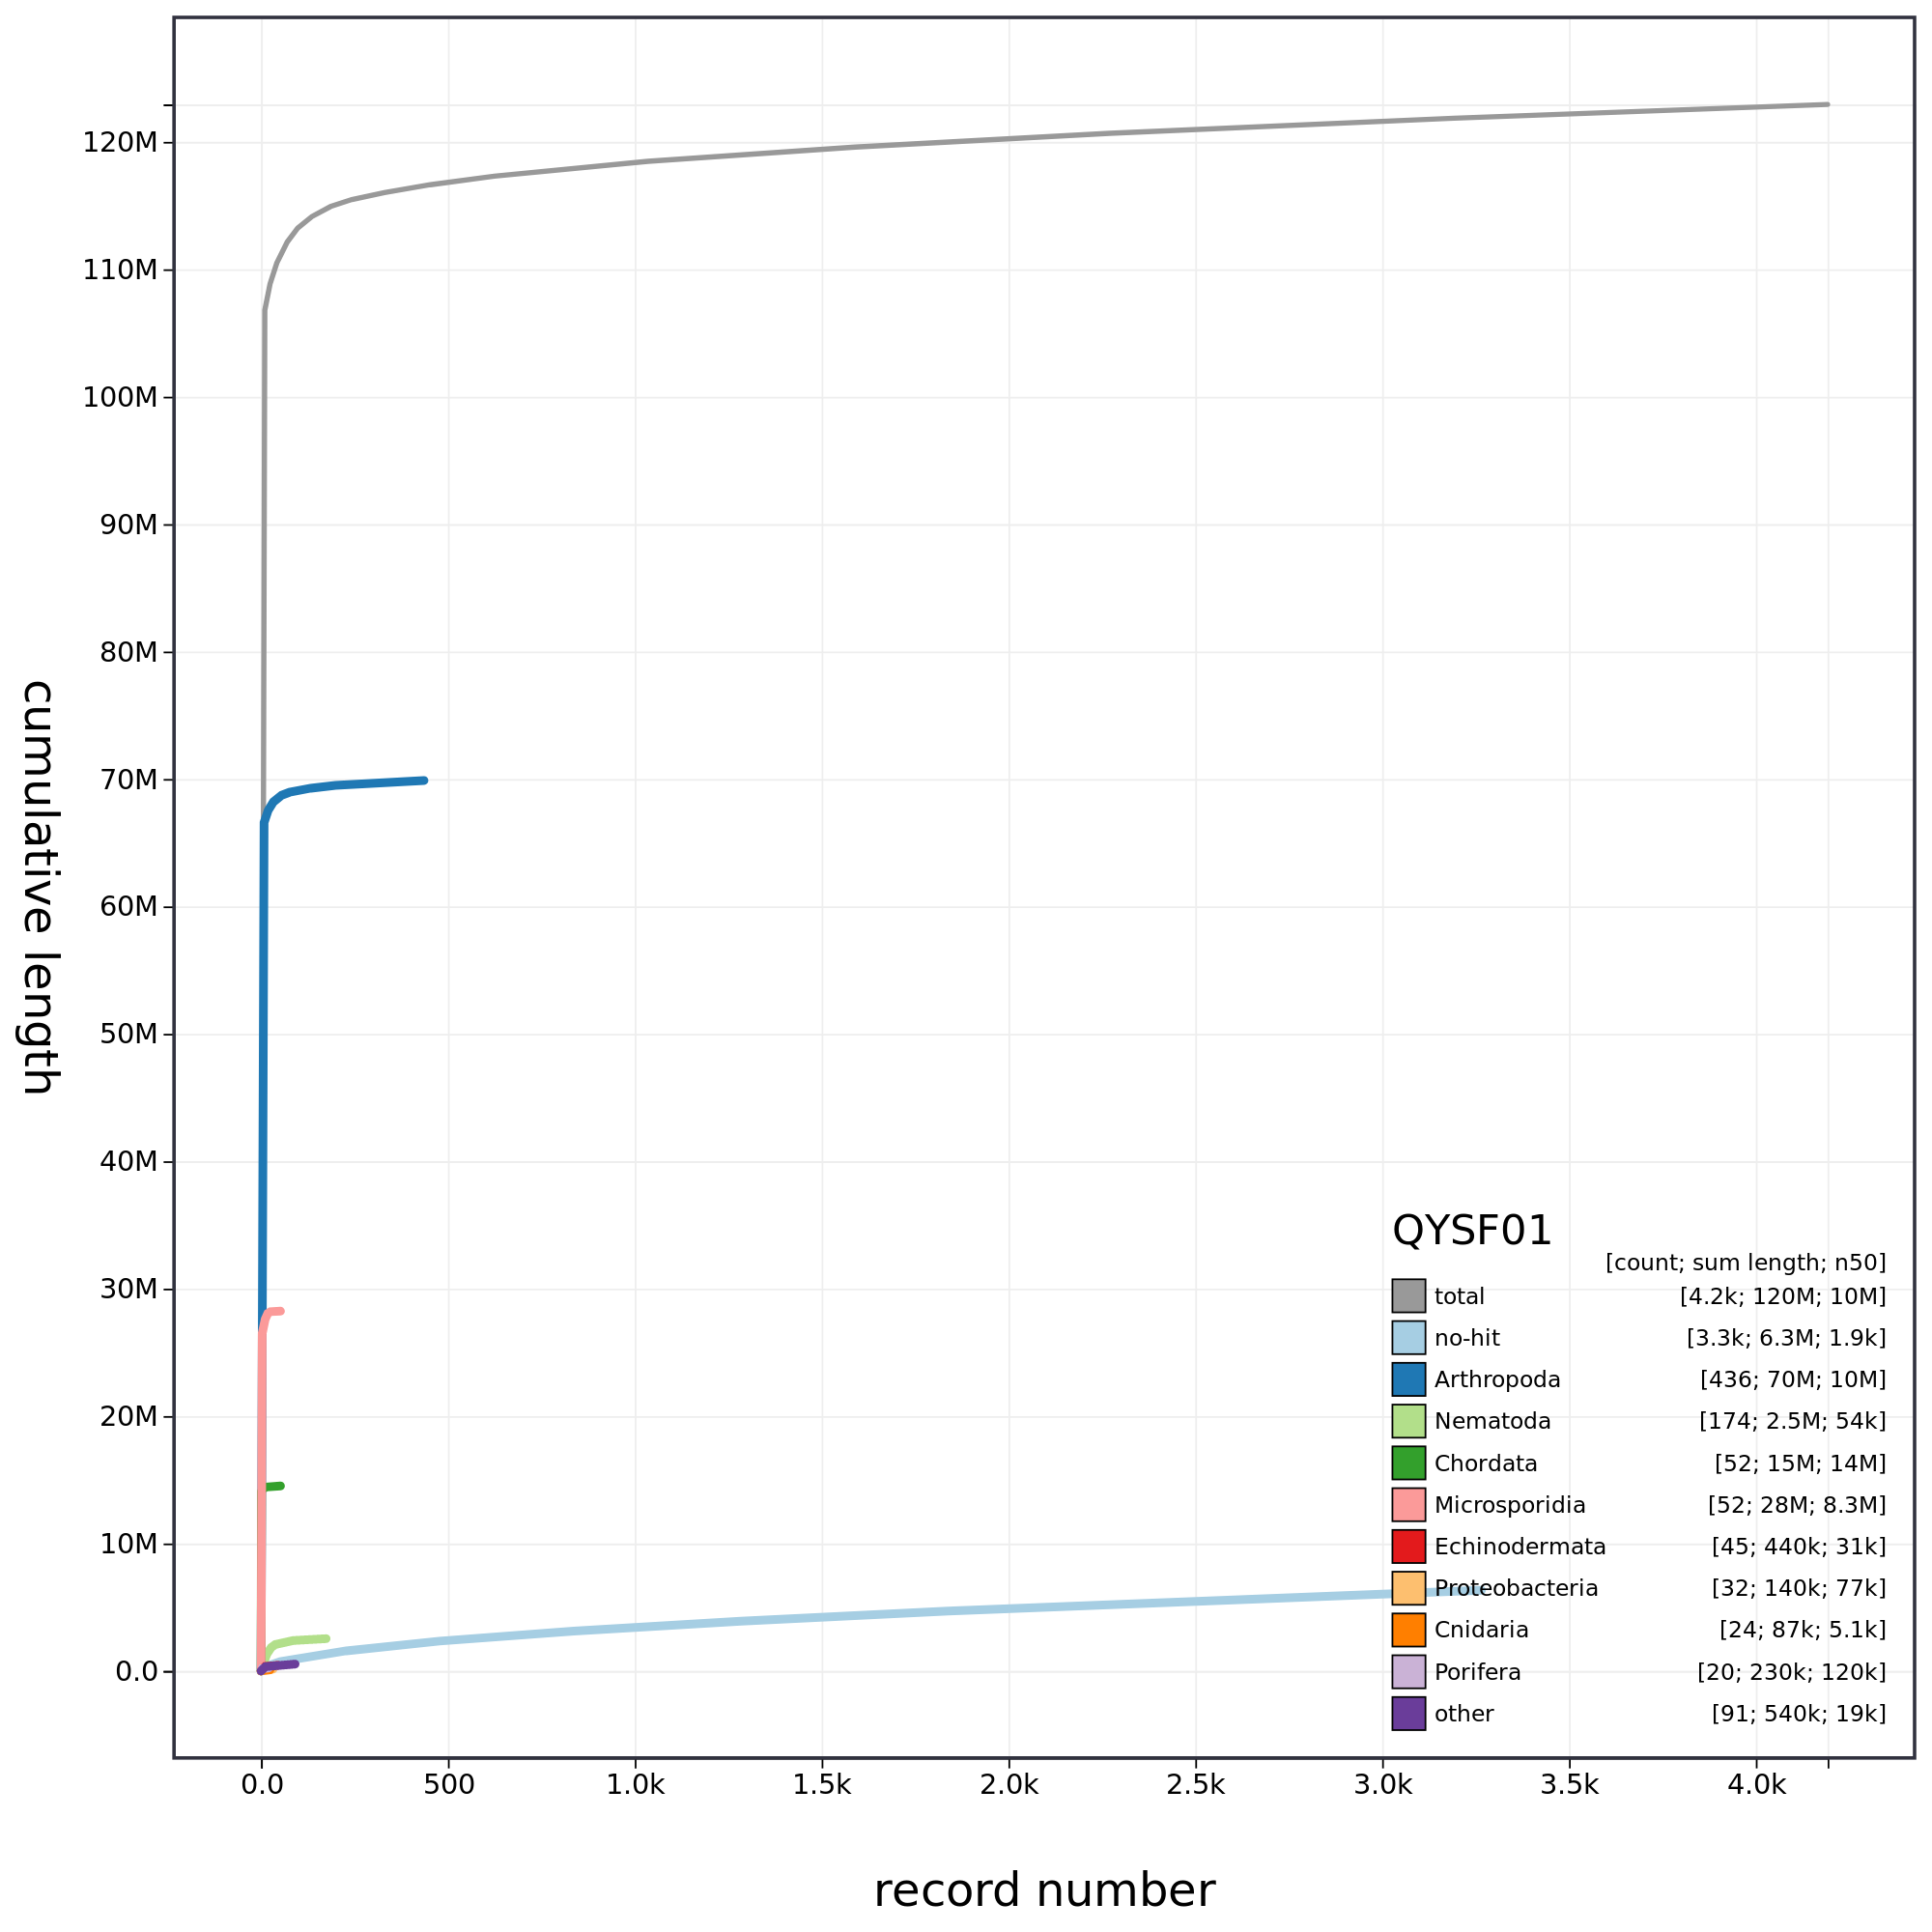 120M
110M
100M
90M
80M
70M
60M
50M
40M
30M
20M
10M
0.0
cumulative length
QYSF01
[count; sum length; n50]
total [4.2k; 120M; 10M]
no-hit [3.3k; 6.3M; 1.9k]
Arthropoda [436; 70M; 10M]
Nematoda [174; 2.5M; 54k]
Chordata [52; 15M; 14M]
Microsporidia [52; 28M; 8.3M]
Echinodermata [45; 440k; 31k]
Proteobacteria [32; 140k; 77k]
Cnidaria [24; 87k; 5.1k]
Porifera [20; 230k; 120k]
other [91; 540k; 19k]
0.0 500 1.0k 1.5k 2.0k 2.5k 3.0k 3.5k 4.0k
record number